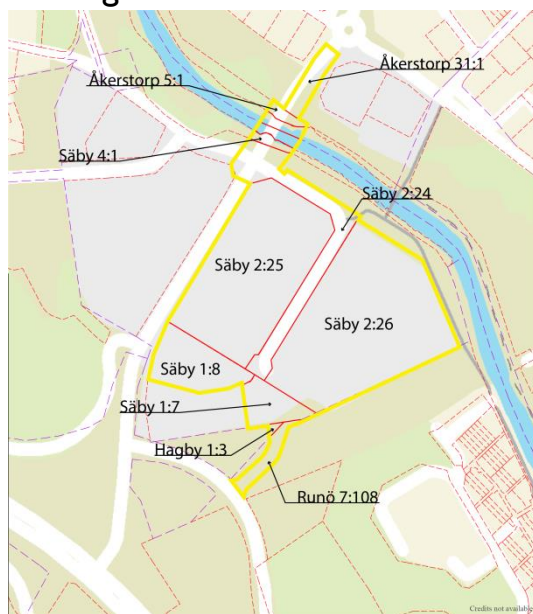 Åkerstorp 31:1
Åkerstorp 5:1
Säby 4:1
Säby 2:24
Säby 2:25
Säby 2:26
Säby 1:8
Säby 1:7
Hagby 1:3
Runö 7:108
Credits not available